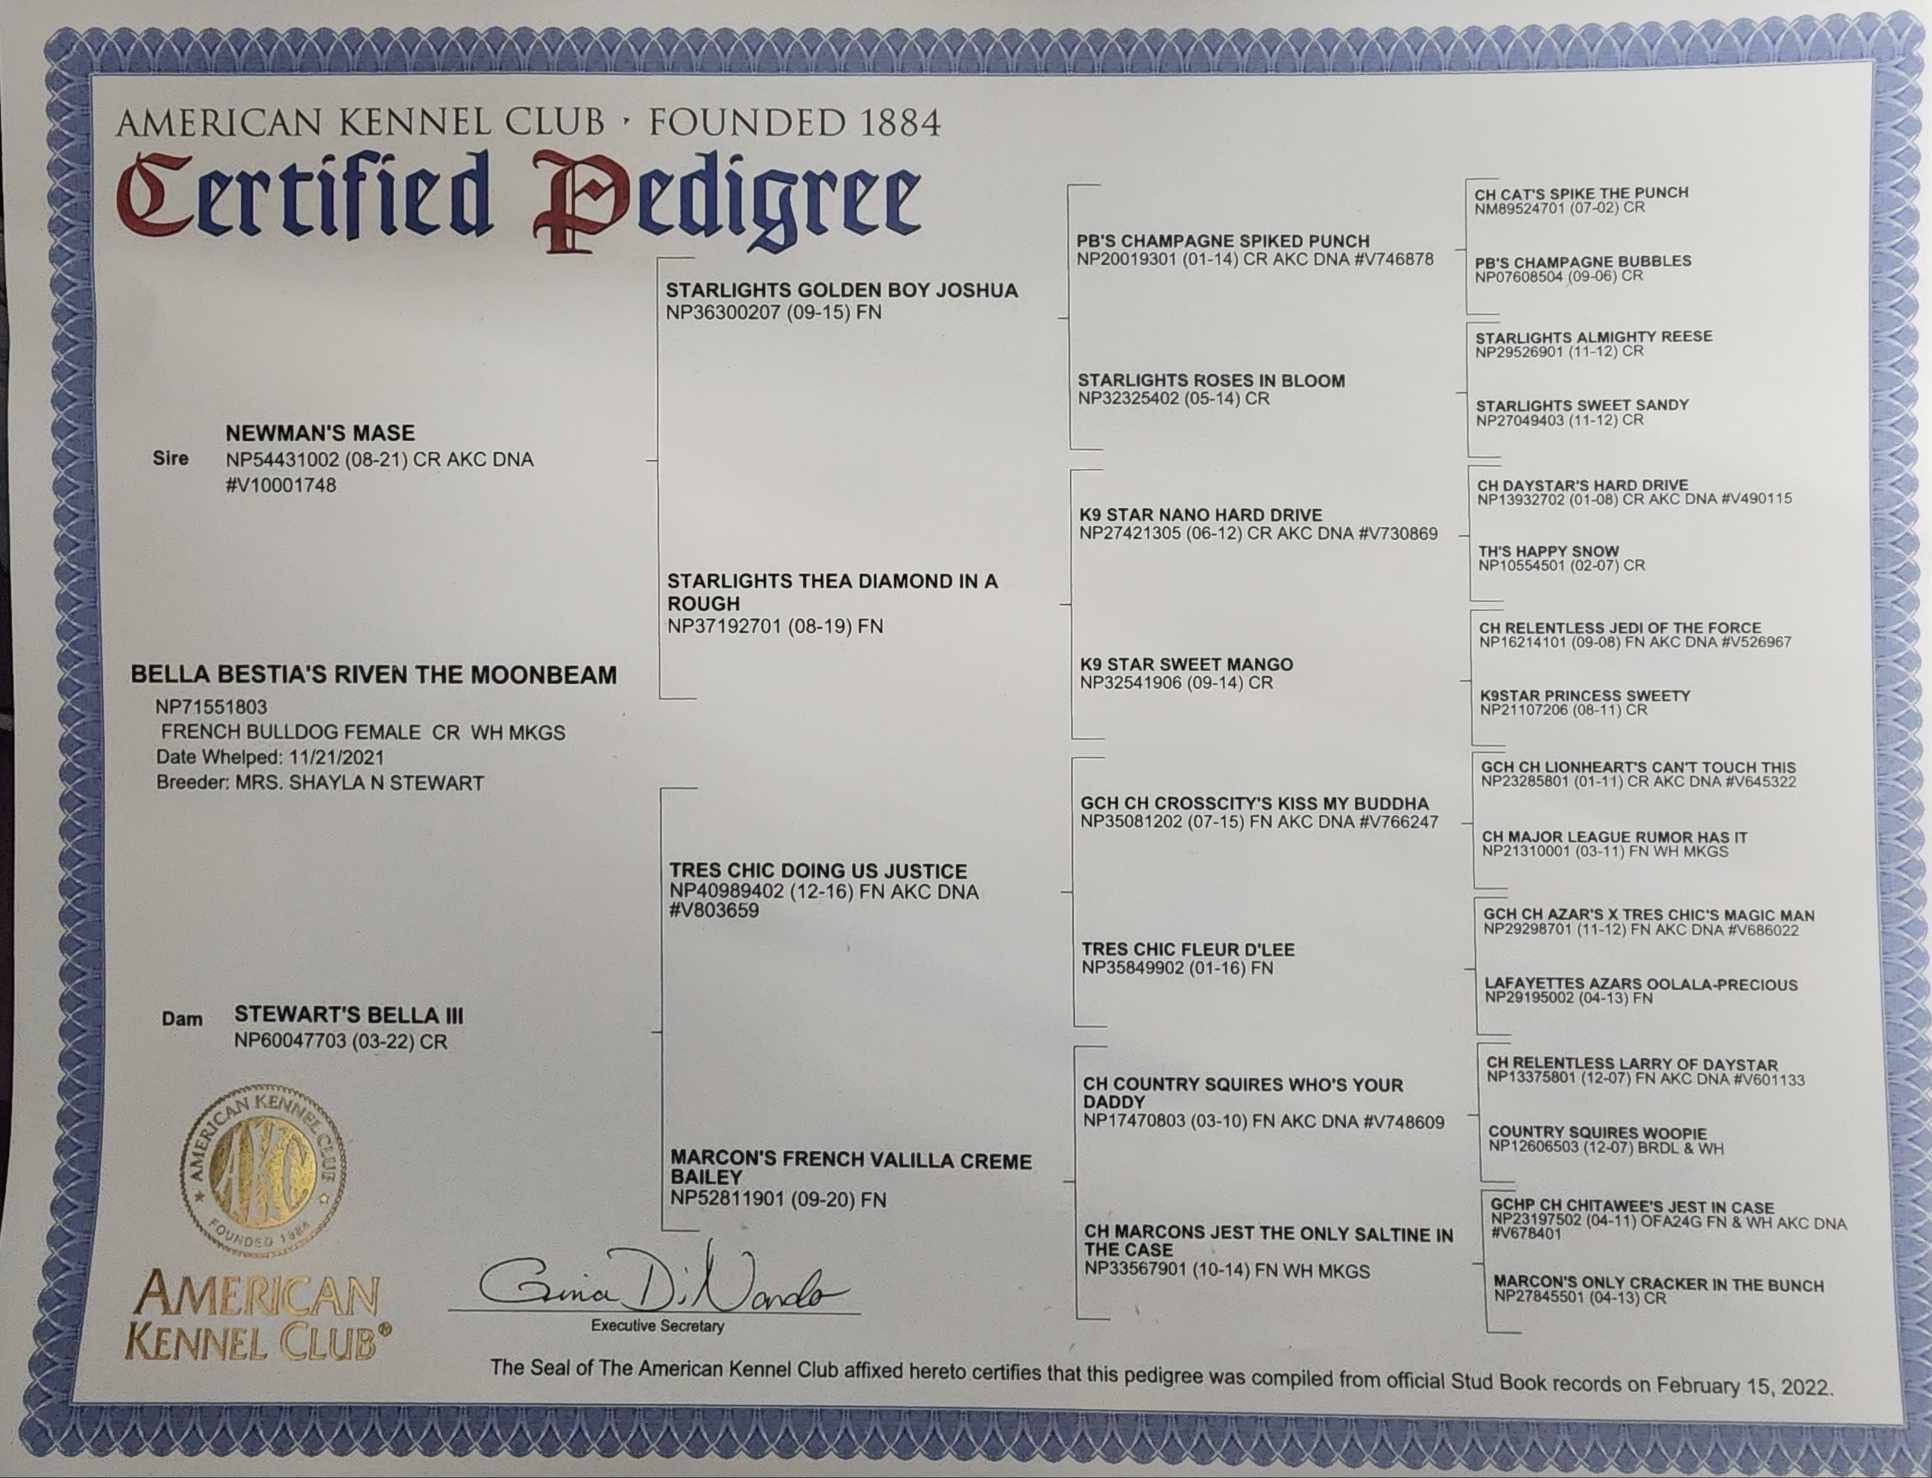 AMERICAN KENNEL CLUB · FOUNDED 1884
Certified Pedigree
Sire
NEWMAN'S MASE
NP54431002 (08-21) CR AKC DNA
#V10001748
BELLA BESTIA'S RIVEN THE MOONBEAM
NP71551803
FRENCH BULLDOG FEMALE CR WH MKGS
Date Whelped: 11/21/2021
Breeder: MRS. SHAYLA N STEWART
Dam
STEWART'S BELLA III
NP60047703 (03-22) CR
STARLIGHTS GOLDEN BOY JOSHUA
NP36300207 (09-15) FN
STARLIGHTS THEA DIAMOND IN A
ROUGH
NP37192701 (08-19) FN
TRES CHIC DOING US JUSTICE
NP40989402 (12-16) FN AKC DNA
#V803659
MARCON'S FRENCH VALILLA CREME
BAILEY
NP52811901 (09-20) FN
PB'S CHAMPAGNE SPIKED PUNCH
NP20019301 (01-14) CR AKC DNA #V746878
STARLIGHTS ROSES IN BLOOM
NP32325402 (05-14) CR
K9 STAR NANO HARD DRIVE
NP27421305 (06-12) CR AKC DNA #V730869
K9 STAR SWEET MANGO
NP32541906 (09-14) CR
GCH CH CROSSCITY'S KISS MY BUDDHA
NP35081202 (07-15) FN AKC DNA #V766247
TRES CHIC FLEUR D'LEE
NP35849902 (01-16) FN
CH COUNTRY SQUIRES WHO'S YOUR
DADDY
NP17470803 (03-10) FN AKC DNA #V748609
CH MARCONS JEST THE ONLY SALTINE IN
THE CASE
NP33567901 (10-14) FN WH MKGS
CH CAT'S SPIKE THE PUNCH
NM89524701 (07-02) CR
PB'S CHAMPAGNE BUBBLES
NP07608504 (09-06) CR
STARLIGHTS ALMIGHTY REESE
NP29526901 (11-12) CR
STARLIGHTS SWEET SANDY
NP27049403 (11-12) CR
CH DAYSTAR'S HARD DRIVE
NP13932702 (01-08) CR AKC DNA #V490115
TH'S HAPPY SNOW
NP10554501 (02-07) CR
CH RELENTLESS JEDI OF THE FORCE
NP16214101 (09-08) FN AKC DNA #V526967
K9STAR PRINCESS SWEETY
NP21107206 (08-11) CR
GCH CH LIONHEART'S CAN'T TOUCH THIS
NP23285801 (01-11) CR AKC DNA #V645322
CH MAJOR LEAGUE RUMOR HAS IT
NP21310001 (03-11) FN WH MKGS
GCH CH AZAR'S X TRES CHIC'S MAGIC MAN
NP29298701 (11-12) FN AKC DNA #V686022
LAFAYETTES AZARS OOLALA-PRECIOUS
NP29195002 (04-13) FN
CH RELENTLESS LARRY OF DAYSTAR
NP13375801 (12-07) FN AKC DNA #V601133
COUNTRY SQUIRES WOOPIE
NP12606503 (12-07) BRDL & WH
GCHP CH CHITAWEE'S JEST IN CASE
NP23197502 (04-11) OFA24G FN & WH AKC DNA
#V678401
MARCON'S ONLY CRACKER IN THE BUNCH
NP27845501 (04-13) CR
AMERICAN KENNEL CLUB
AKC
FOUNDED 1884
AMERICAN
KENNEL CLUB®
Gina DiNardo
Executive Secretary
The Seal of The American Kennel Club affixed hereto certifies that this pedigree was compiled from official Stud Book records on February 15, 2022.